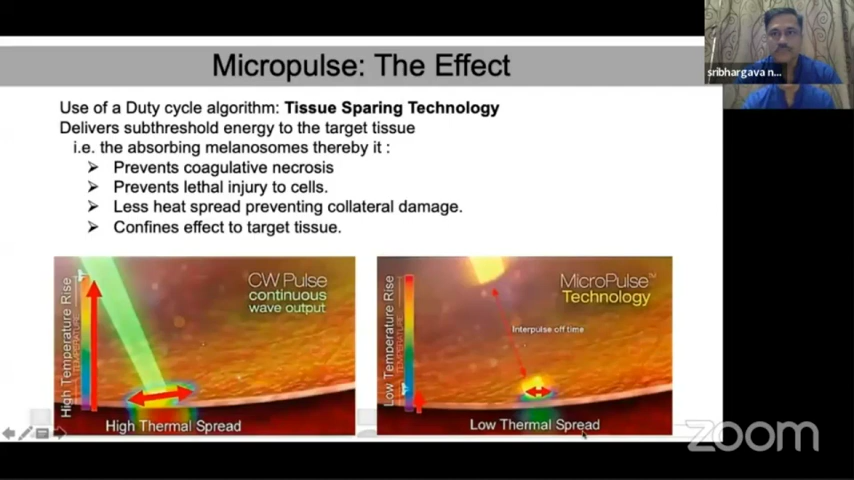 Micropulse: The Effect
sribhargava n...
Use of a Duty cycle algorithm: Tissue Sparing Technology
Delivers subthreshold energy to the target tissue
i.e. the absorbing melanosomes thereby it :
Prevents coagulative necrosis
Prevents lethal injury to cells.
Less heat spread preventing collateral damage.
Confines effect to target tissue.
High Temperature Rise
TEMPERATURE
CW Pulse
continuous
wave output
High Thermal Spread
Low Temperature Rise
TEMPERATURE
MicroPulse™
Technology
Interpulse off time
Low Thermal Spread
zoom